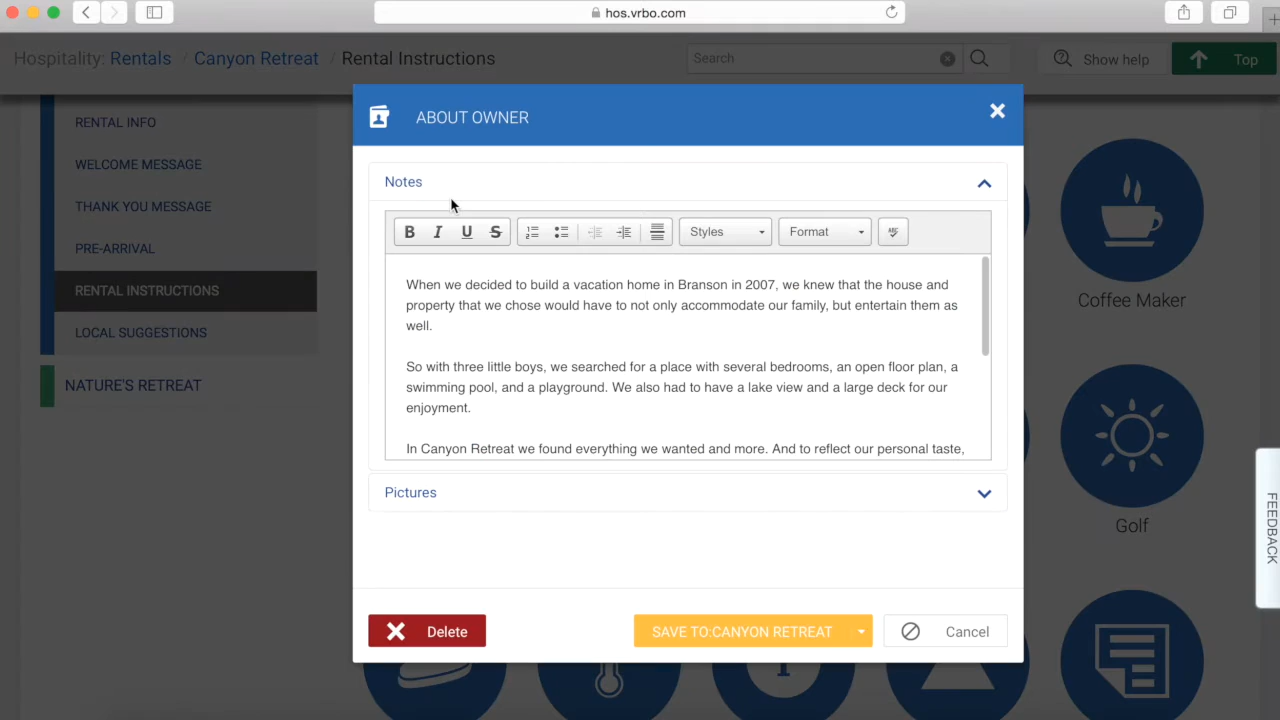 hos.vrbo.com
Hospitality: Rentals / Canyon Retreat / Rental Instructions
Search
Show help
Top
RENTAL INFO
WELCOME MESSAGE
THANK YOU MESSAGE
PRE-ARRIVAL
RENTAL INSTRUCTIONS
LOCAL SUGGESTIONS
NATURE'S RETREAT
ABOUT OWNER
Notes
B I U S
Styles
Format
ABC
When we decided to build a vacation home in Branson in 2007, we knew that the house and
property that we chose would have to not only accommodate our family, but entertain them as
well.
So with three little boys, we searched for a place with several bedrooms, an open floor plan, a
swimming pool, and a playground. We also had to have a lake view and a large deck for our
enjoyment.
In Canyon Retreat we found everything we wanted and more. And to reflect our personal taste,
Pictures
Delete
SAVE TO:CANYON RETREAT
Cancel
Coffee Maker
Golf
FEEDBACK